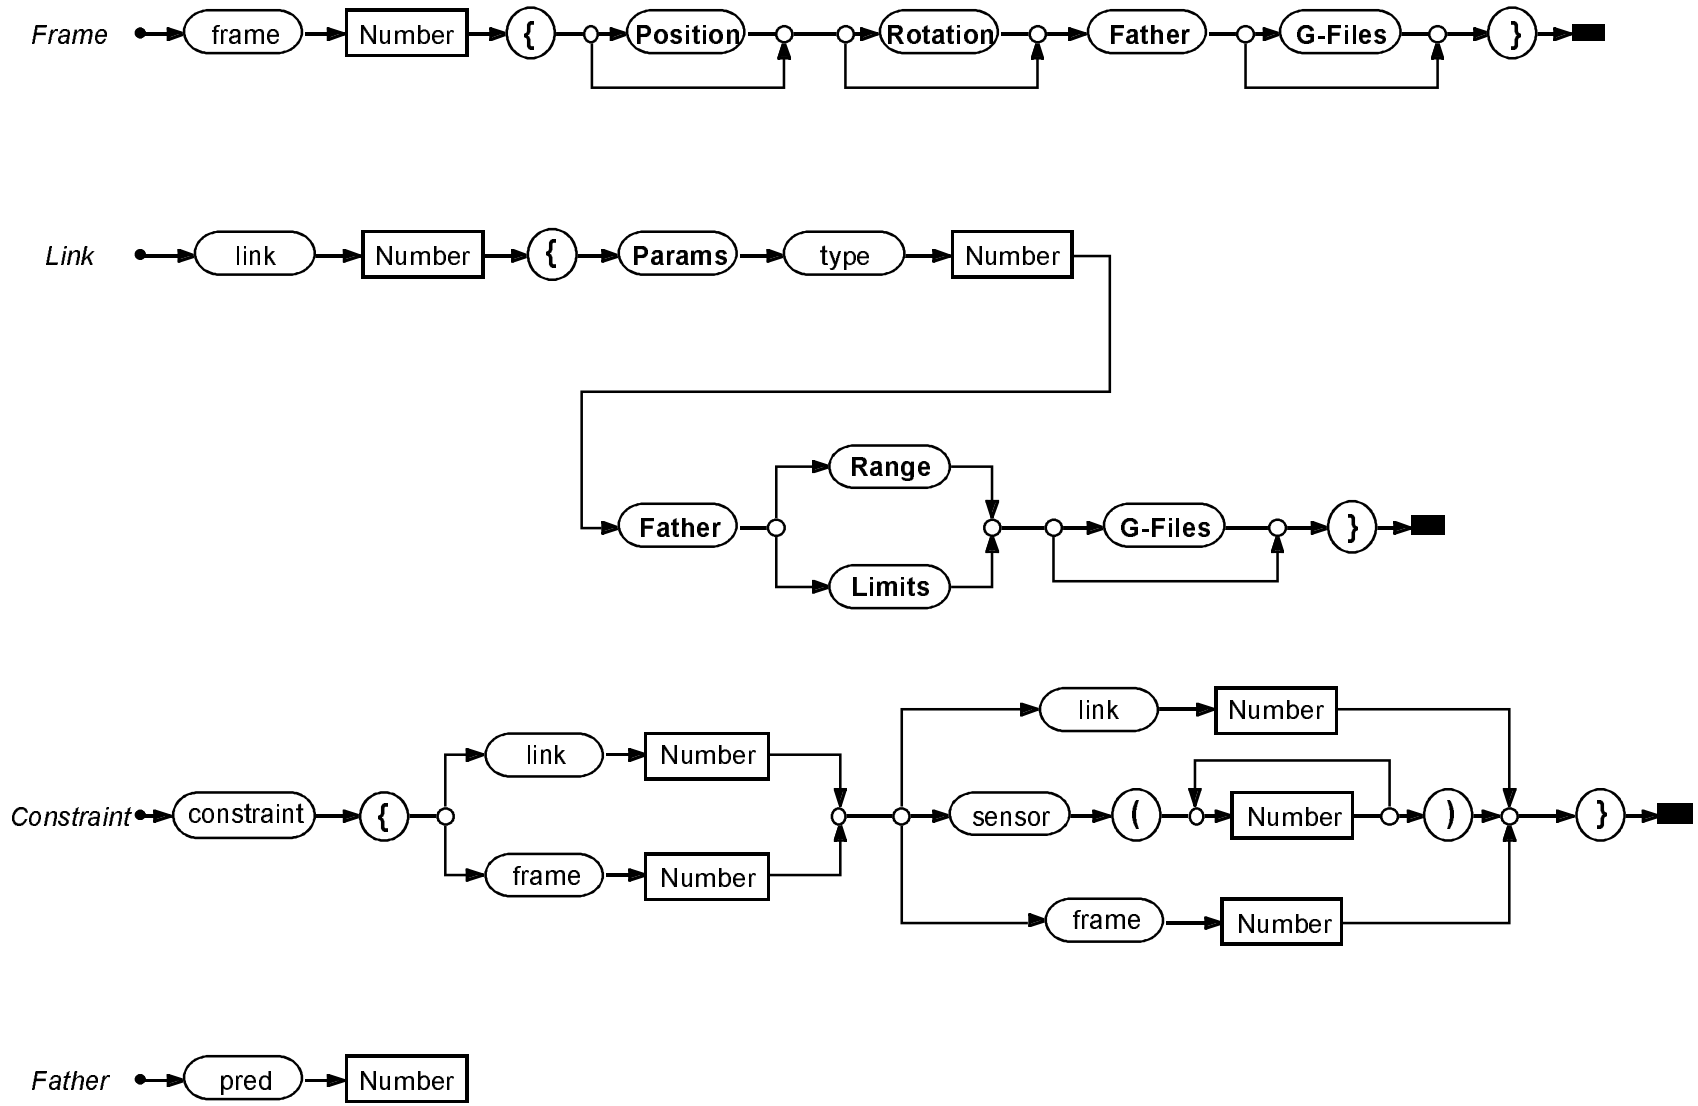 Frame frame Number { Position Rotation Father G-Files }
Link link Number { Params type Number
Range
Father G-Files }
Limits
link Number
link Number
Constraint constraint { sensor ( Number ) }
frame Number
frame Number
Father pred Number